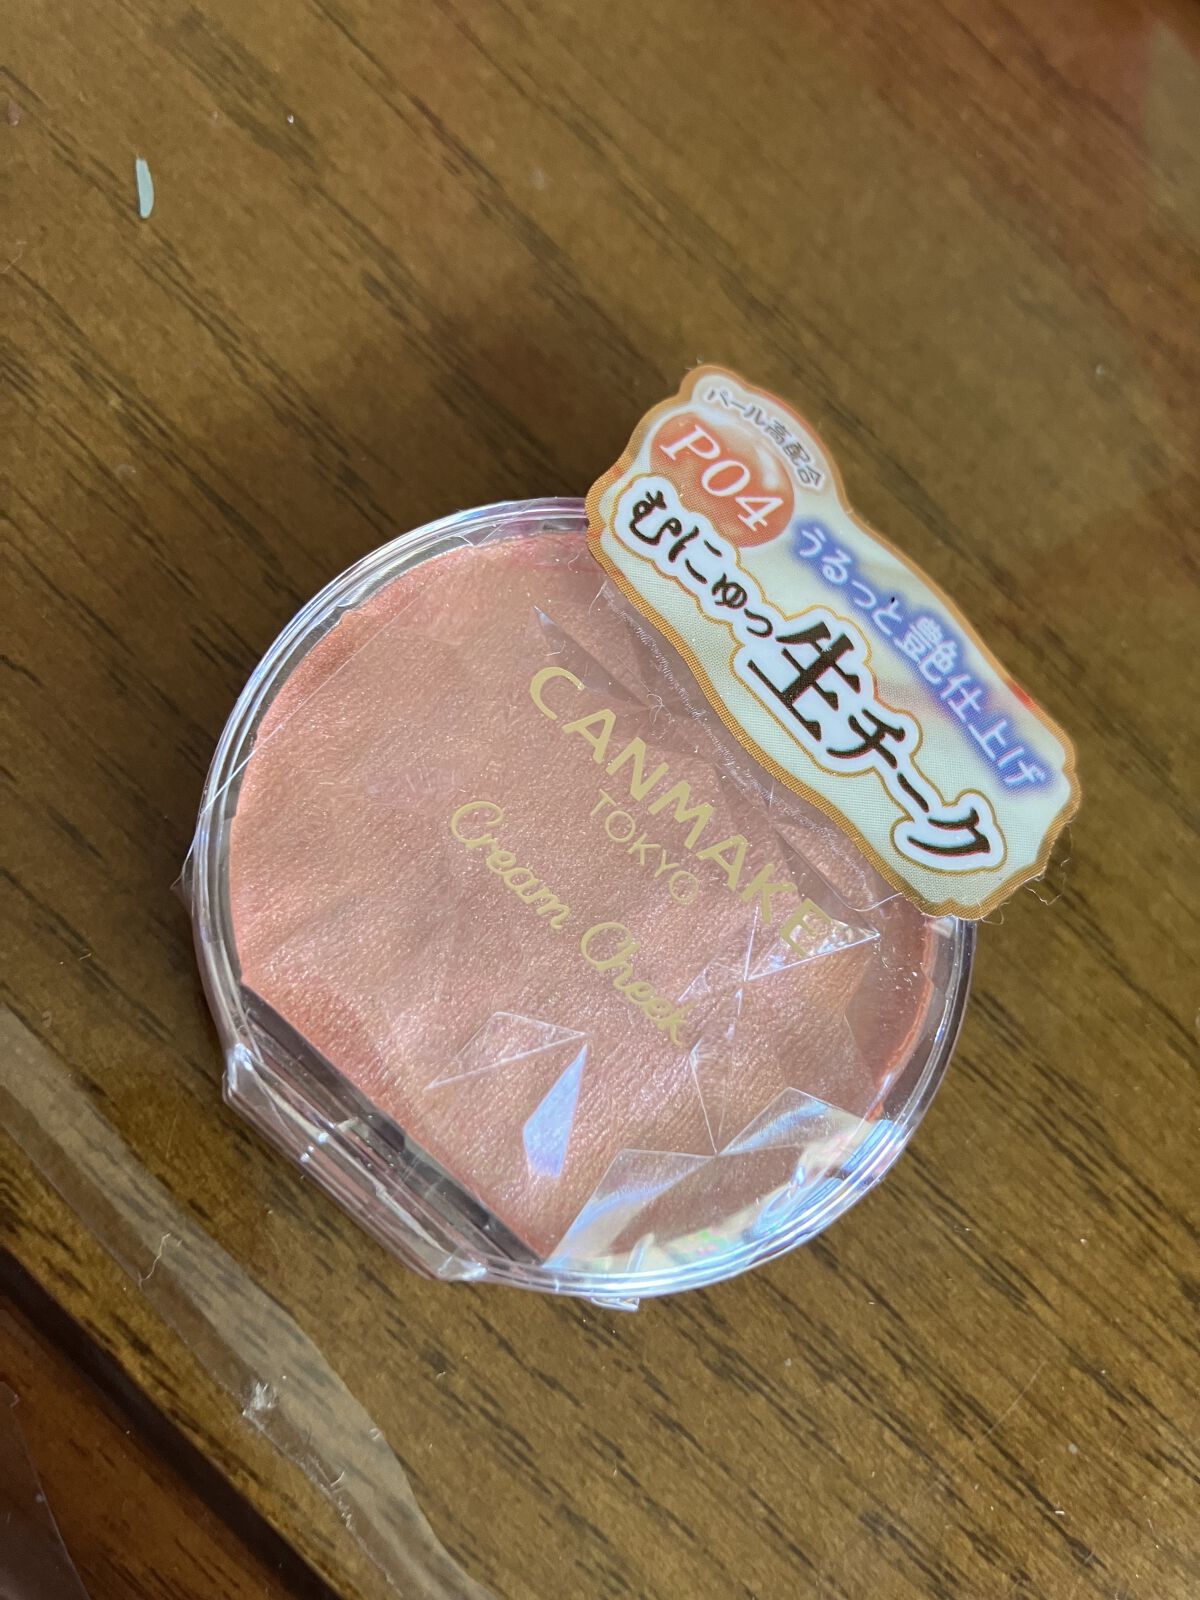 パール高配合
P04
うるっと艶仕上げ
むにゅっ生チーク
CANMAKE
TOKYO
Cream Cheek